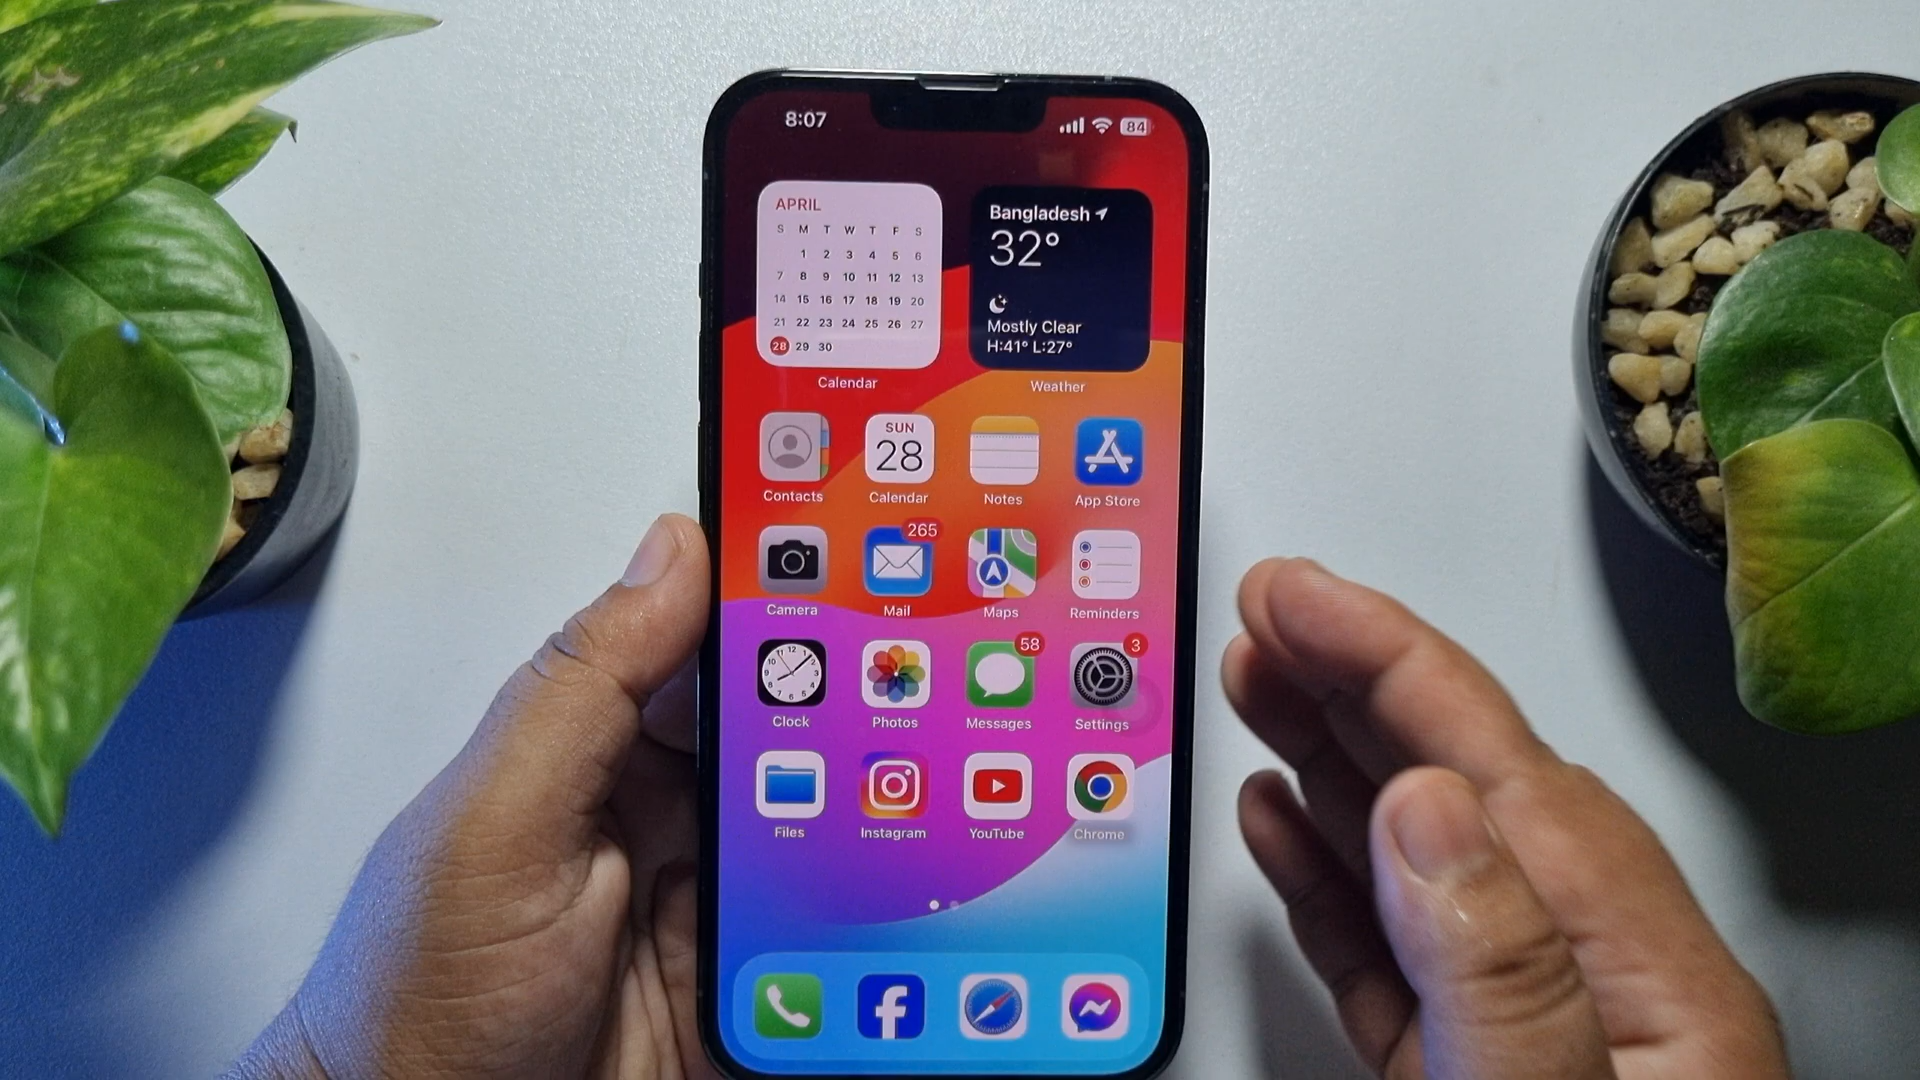 8:07
84
APRIL
S M T W T F S
1 2 3 4 5 6
7 8 9 10 11 12 13
14 15 16 17 18 19 20
21 22 23 24 25 26 27
28 29 30
Calendar
Bangladesh
32°
Mostly Clear
H:41° L:27°
Weather
SUN
28
Contacts Calendar Notes App Store
265
Camera Mail Maps Reminders
58
3
Clock Photos Messages Settings
Files Instagram YouTube Chrome